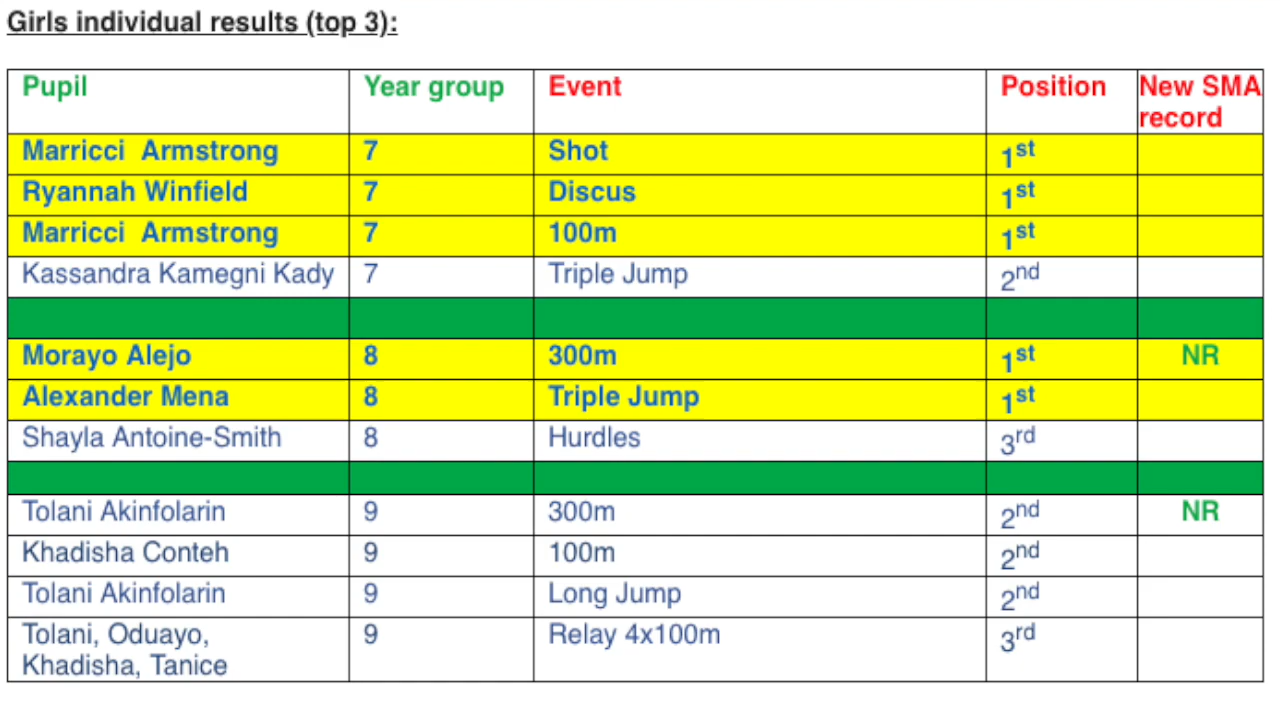 Girls individual results (top 3):
Pupil Year group Event Position New SMA
record
Marricci Armstrong 7 Shot 1st
Ryannah Winfield 7 Discus 1st
Marricci Armstrong 7 100m 1st
Kassandra Kamegni Kady 7 Triple Jump 2nd
Morayo Alejo 8 300m 1st NR
Alexander Mena 8 Triple Jump 1st
Shayla Antoine-Smith 8 Hurdles 3rd
Tolani Akinfolarin 9 300m 2nd NR
Khadisha Conteh 9 100m 2nd
Tolani Akinfolarin 9 Long Jump 2nd
Tolani, Oduayo, 9 Relay 4x100m 3rd
Khadisha, Tanice